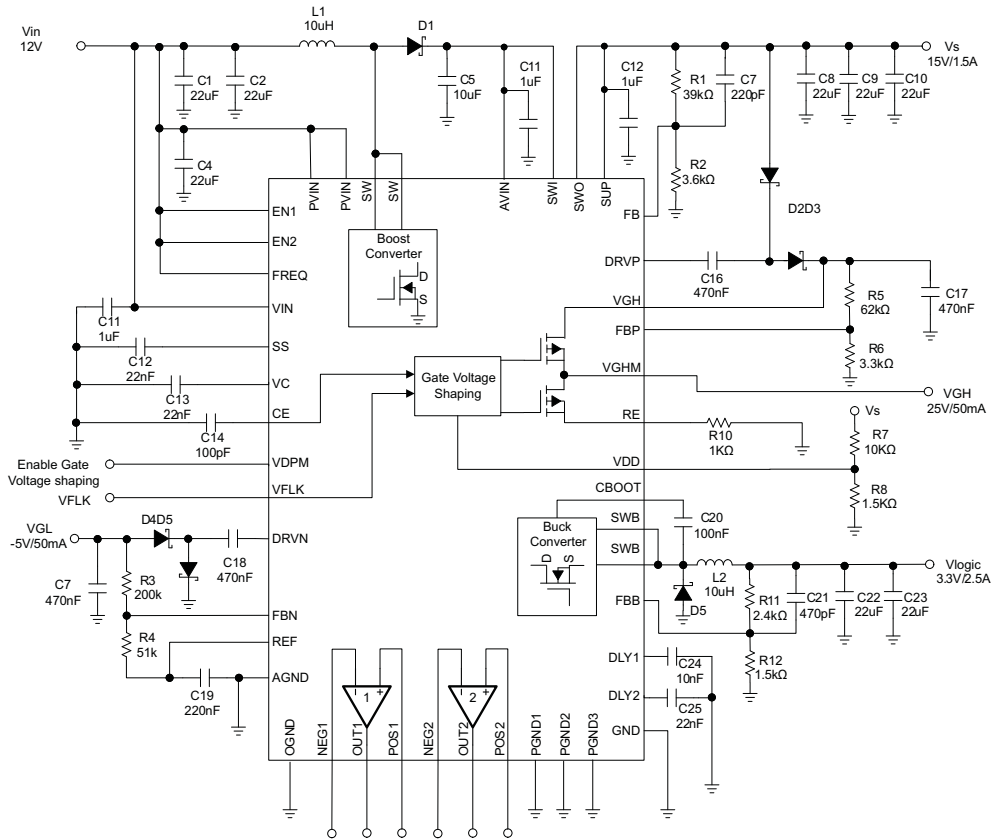 Vin
12V
L1
10uH
D1
C1
22uF
C2
22uF
C5
10uF
C11
1uF
C12
1uF
R1
39kΩ
C7
220pF
C8
22uF
C9
22uF
C10
22uF
Vs
15V/1.5A
C4
22uF
R2
3.6kΩ
PVIN
PVIN
SW
SW
AVIN
SWI
SWO
SUP
FB
D2D3
EN1
EN2
FREQ
VIN
SS
VC
CE
VDPM
VFLK
DRVN
FBN
REF
AGND
Boost
Converter
D
S
DRVP
VGH
FBP
VGHM
RE
VDD
CBOOT
SWB
SWB
FBB
DLY1
DLY2
GND
C16
470nF
R5
62kΩ
C17
470nF
R6
3.3kΩ
C11
1uF
C12
22nF
C13
22nF
C14
100pF
Gate Voltage
Shaping
VGH
25V/50mA
R10
1KΩ
Vs
R7
10KΩ
R8
1.5KΩ
Enable Gate
Voltage shaping
VFLK
VGL
-5V/50mA
D4D5
C18
470nF
C7
470nF
R3
200k
R4
51k
C19
220nF
Buck
Converter
D
S
C20
100nF
L2
10uH
D5
Vlogic
3.3V/2.5A
R11
2.4kΩ
C21
470pF
C22
22uF
C23
22uF
R12
1.5kΩ
C24
10nF
C25
22nF
1
2
OGND
NEG1
OUT1
POS1
NEG2
OUT2
POS2
PGND1
PGND2
PGND3